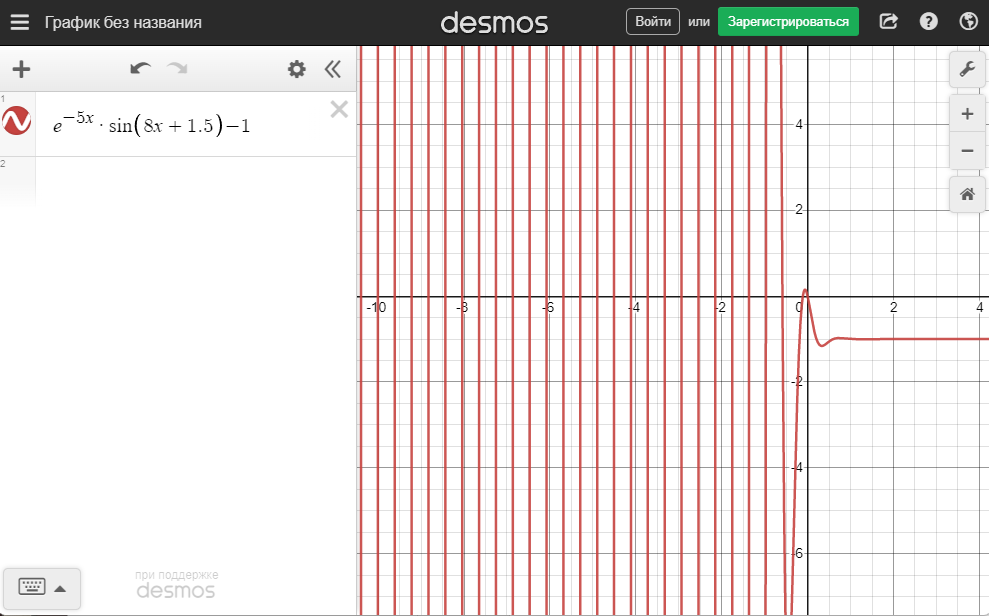 График без названия
desmos
Войти
или
Зарегистрироваться
1
e^{-5x} · sin(8x + 1.5) − 1
2
4
2
-10 -8 -6 -4 -2 0 2 4
-2
-4
-6
при поддержке
desmos